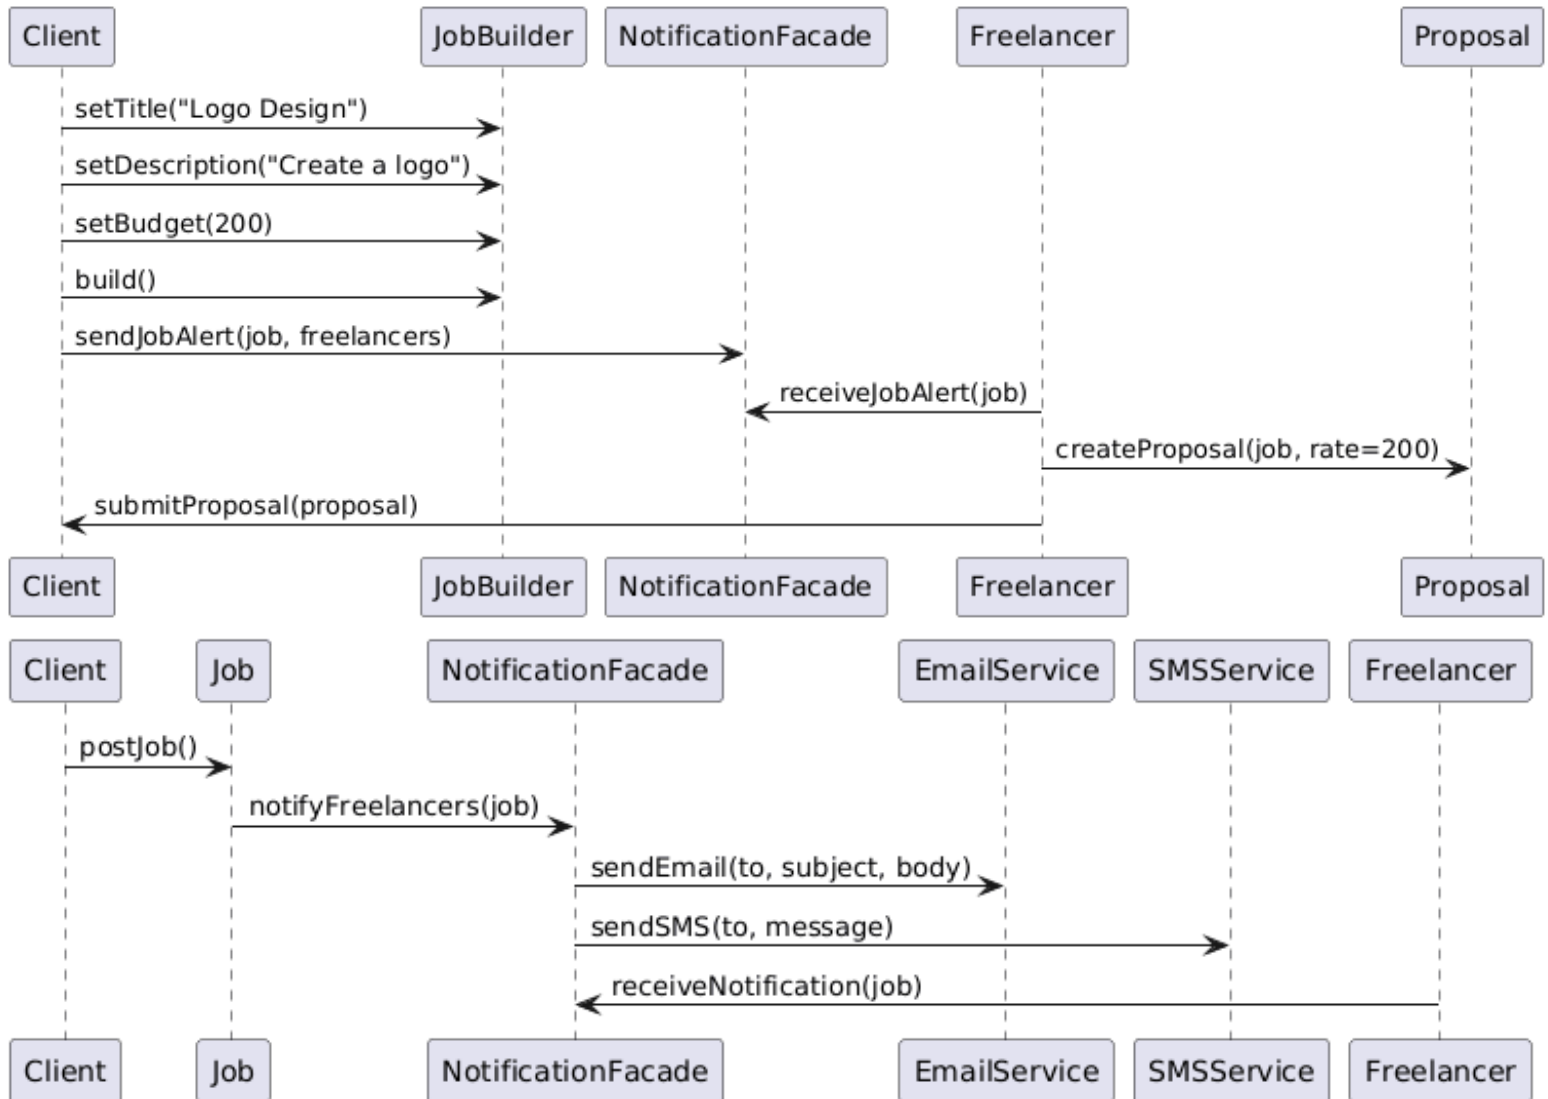 Client JobBuilder NotificationFacade Freelancer Proposal
setTitle("Logo Design")
setDescription("Create a logo")
setBudget(200)
build()
sendJobAlert(job, freelancers)
receiveJobAlert(job)
createProposal(job, rate=200)
submitProposal(proposal)
Client JobBuilder NotificationFacade Freelancer Proposal
Client Job NotificationFacade EmailService SMSService Freelancer
postJob()
notifyFreelancers(job)
sendEmail(to, subject, body)
sendSMS(to, message)
receiveNotification(job)
Client Job NotificationFacade EmailService SMSService Freelancer